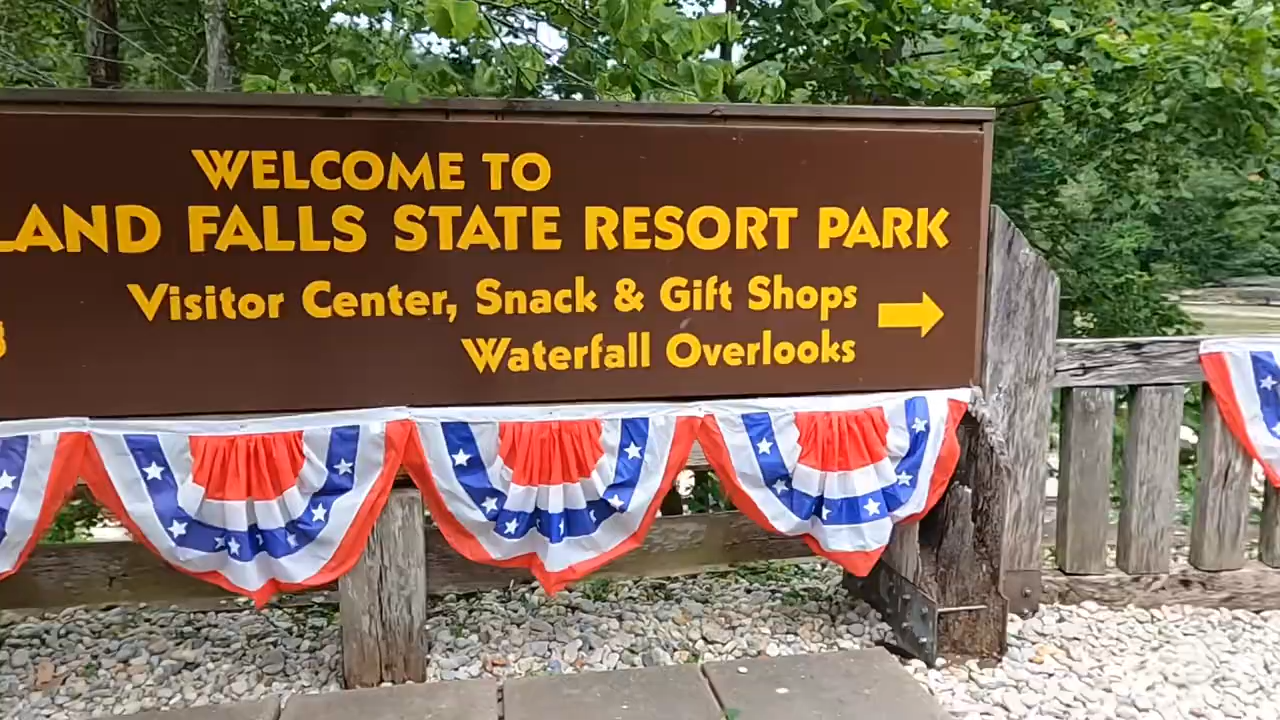 WELCOME TO
LAND FALLS STATE RESORT PARK
Visitor Center, Snack & Gift Shops
Waterfall Overlooks